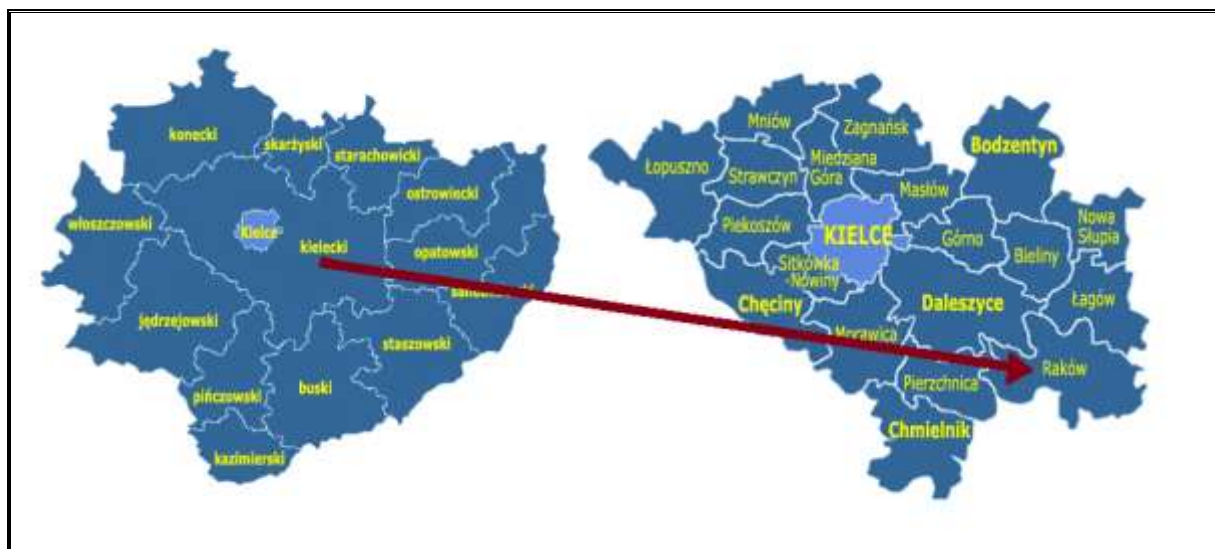 konecki
skarżyski
starachowicki
ostrowiecki
włoszczowski
Kielce
kielecki
opatowski
jędrzejowski
staszowski
pińczowski
buski
kazimierski
Mniów
Zagnańsk
Bodzentyn
Łopuszno
Miedziana
Góra
Strawczyn
Masłów
Piekoszów
KIELCE
Górno
Nowa
Słupia
Bieliny
Sitkówka
-Nowiny
Chęciny
Daleszyce
Łagów
Morawica
Raków
Pierzchnica
Chmielnik